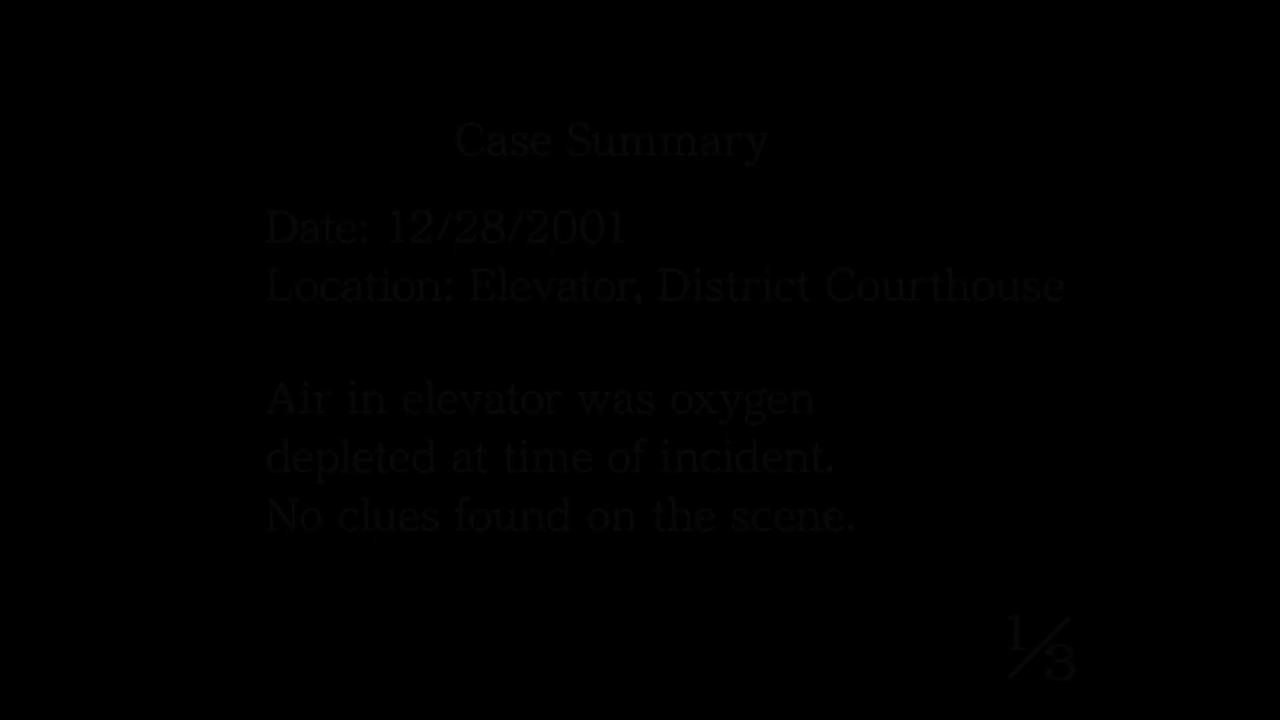 Case Summary
Date: 12/28/2001
Location: Elevator, District Courthouse
Air in elevator was oxygen
depleted at time of incident.
No clues found on the scene.
1/3